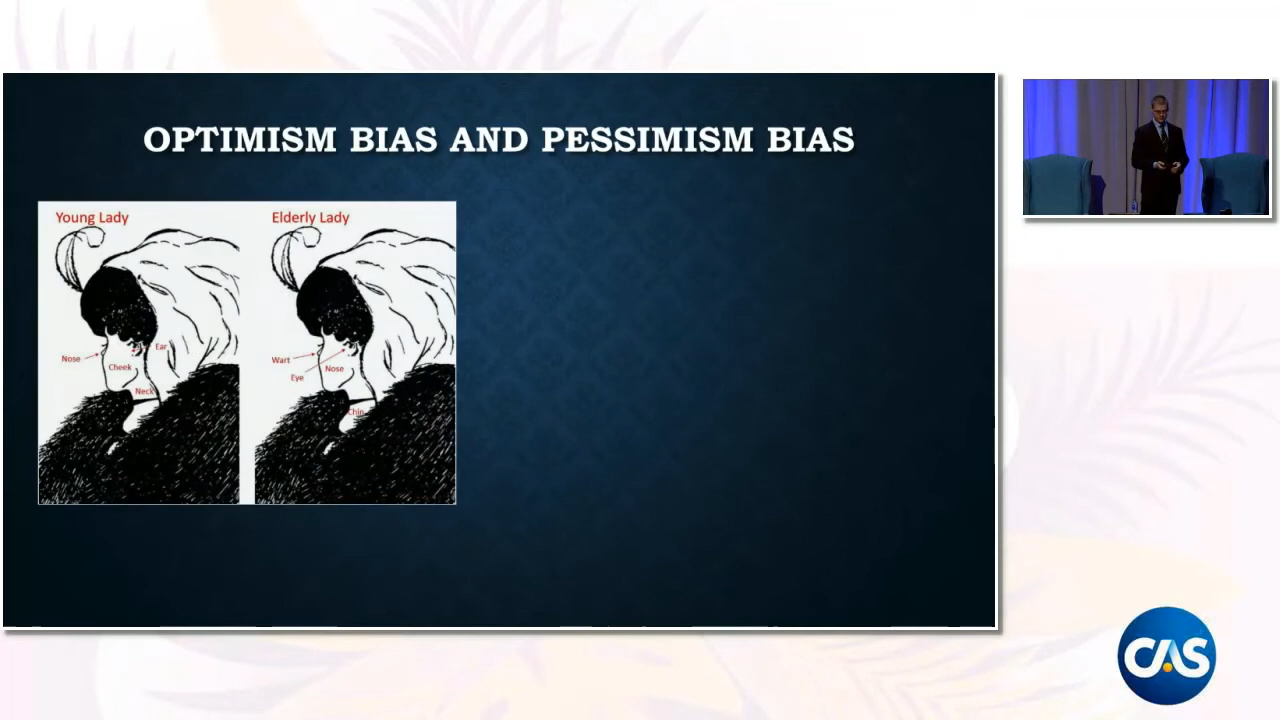 OPTIMISM BIAS AND PESSIMISM BIAS
Young Lady
Elderly Lady
Nose
Ear
Cheek
Neck
Wart
Eye
Nose
Chin
CAS